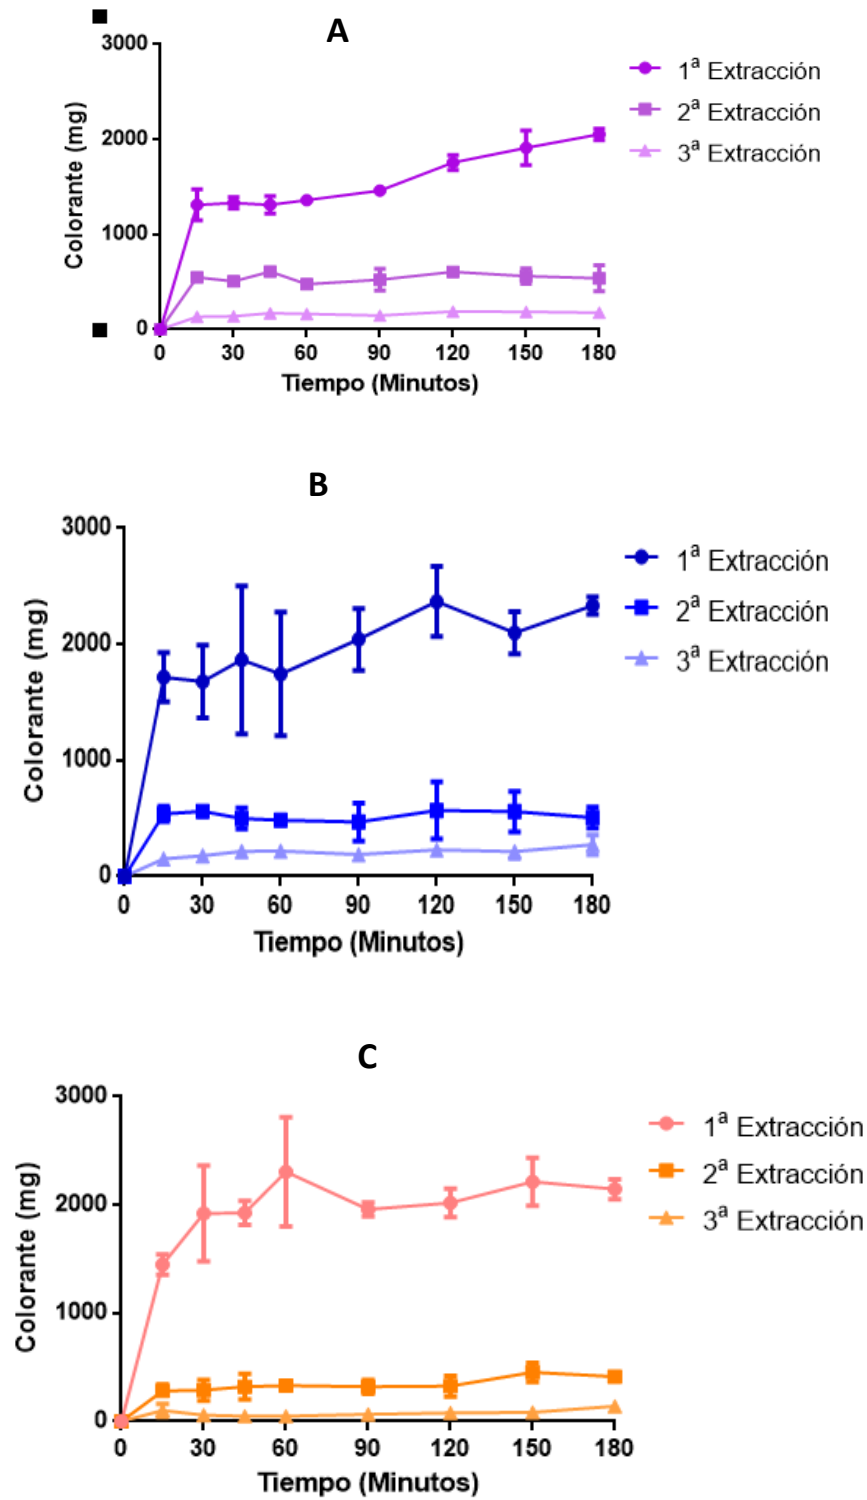 A
3000
2000
1000
0
Colorante (mg)
0 30 60 90 120 150 180
Tiempo (Minutos)
1ª Extracción
2ª Extracción
3ª Extracción
B
3000
2000
1000
0
Colorante (mg)
0 30 60 90 120 150 180
Tiempo (Minutos)
1ª Extracción
2ª Extracción
3ª Extracción
C
3000
2000
1000
0
Colorante (mg)
0 30 60 90 120 150 180
Tiempo (Minutos)
1ª Extracción
2ª Extracción
3ª Extracción